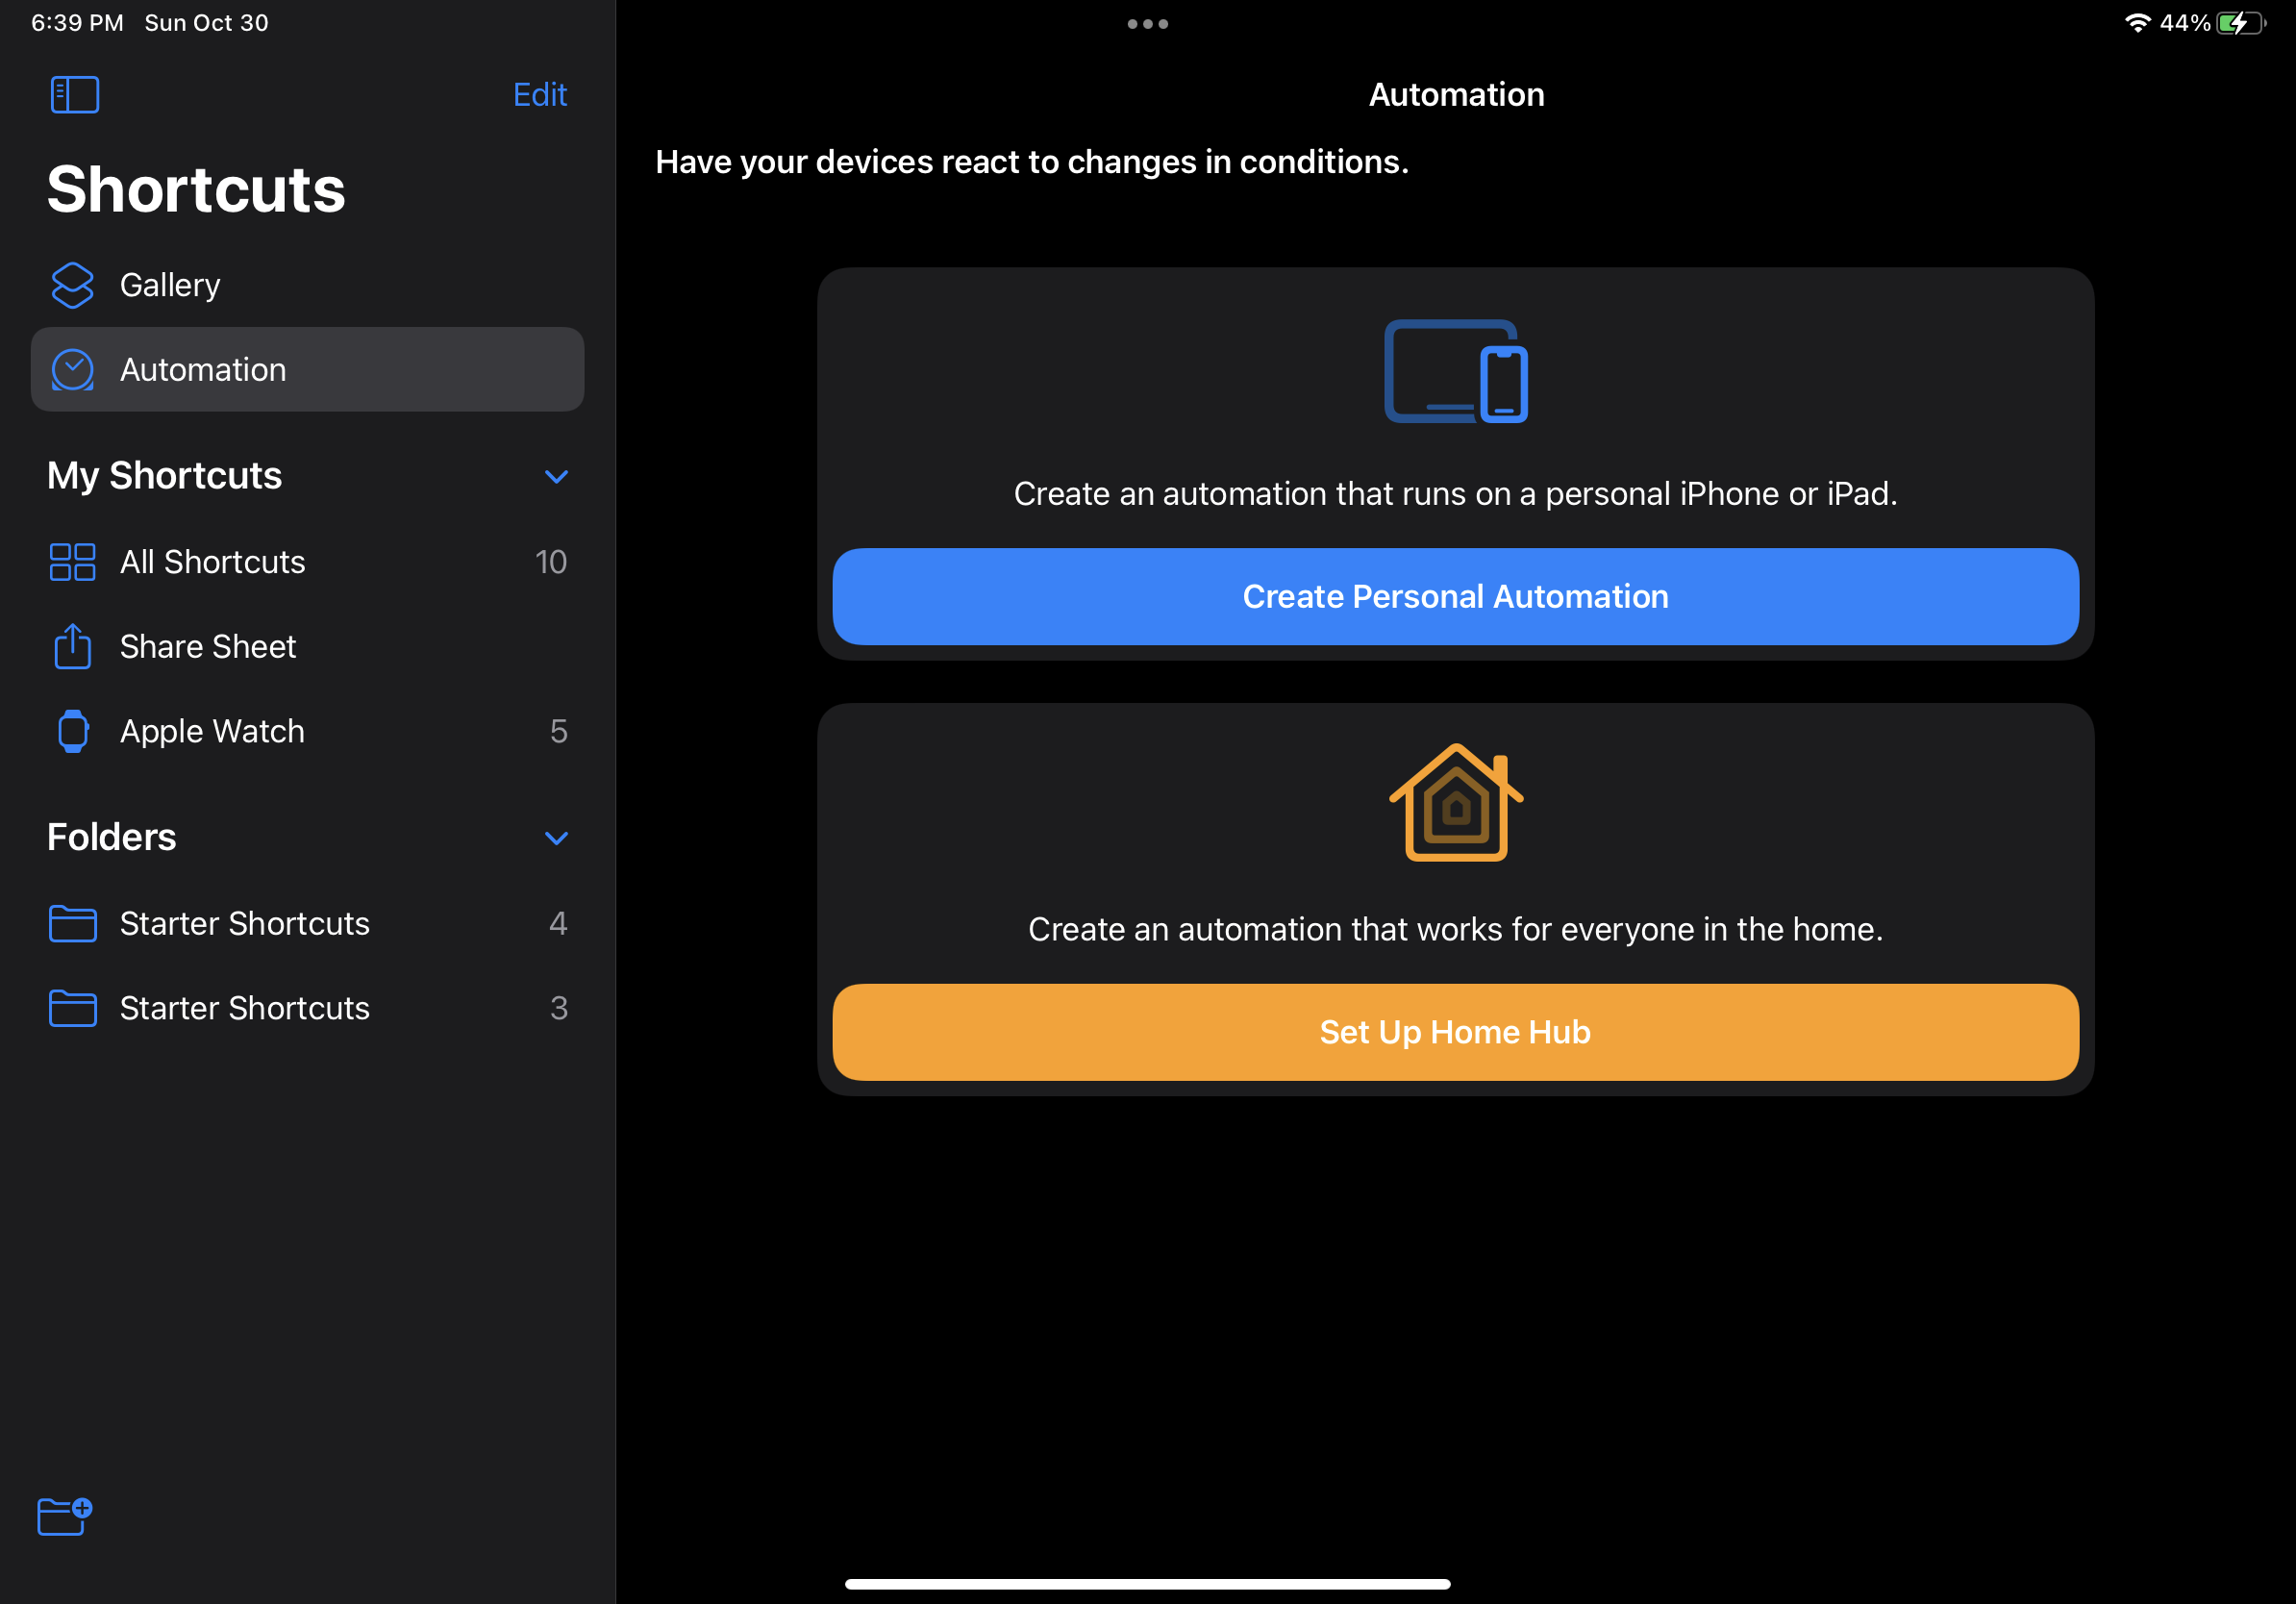 6:39 PM Sun Oct 30
44%
Edit
Shortcuts
Gallery
Automation
My Shortcuts
All Shortcuts 10
Share Sheet
Apple Watch 5
Folders
Starter Shortcuts 4
Starter Shortcuts 3
Automation
Have your devices react to changes in conditions.
Create an automation that runs on a personal iPhone or iPad.
Create Personal Automation
Create an automation that works for everyone in the home.
Set Up Home Hub